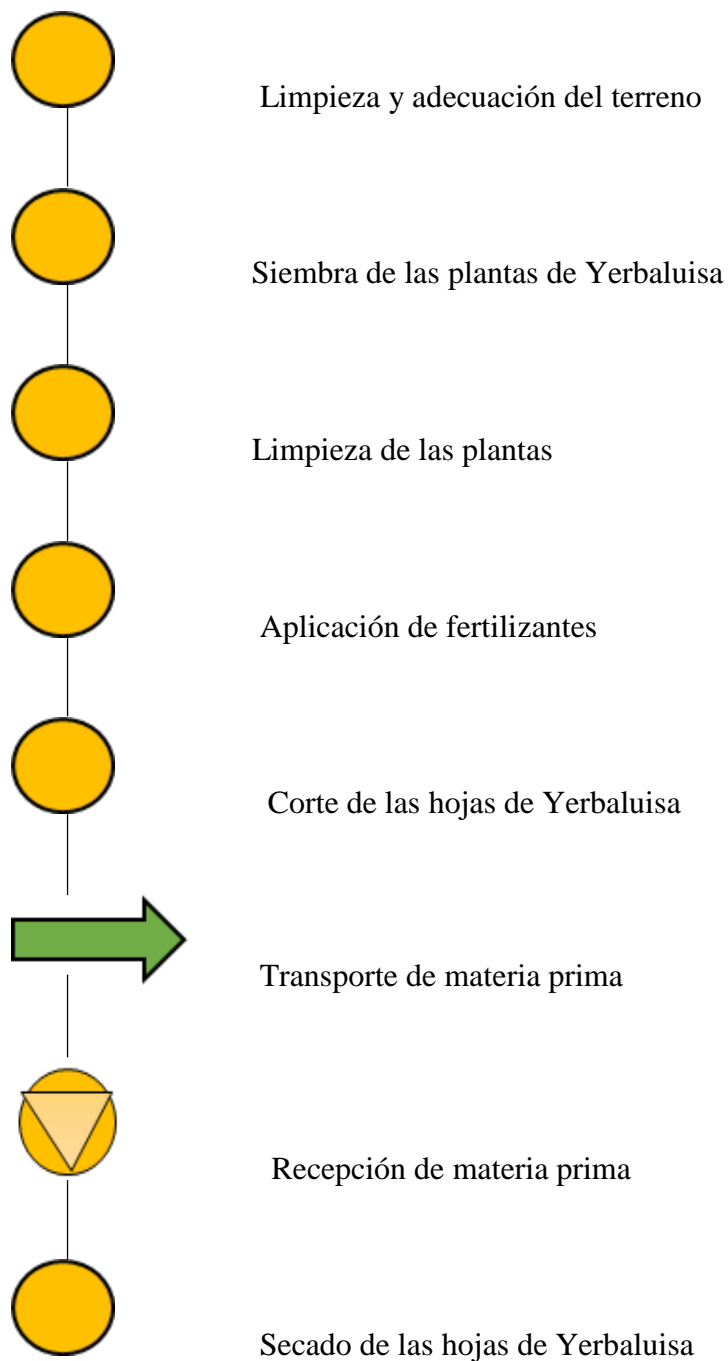 Limpieza y adecuación del terreno
Siembra de las plantas de Yerbaluisa
Limpieza de las plantas
Aplicación de fertilizantes
Corte de las hojas de Yerbaluisa
Transporte de materia prima
Recepción de materia prima
Secado de las hojas de Yerbaluisa